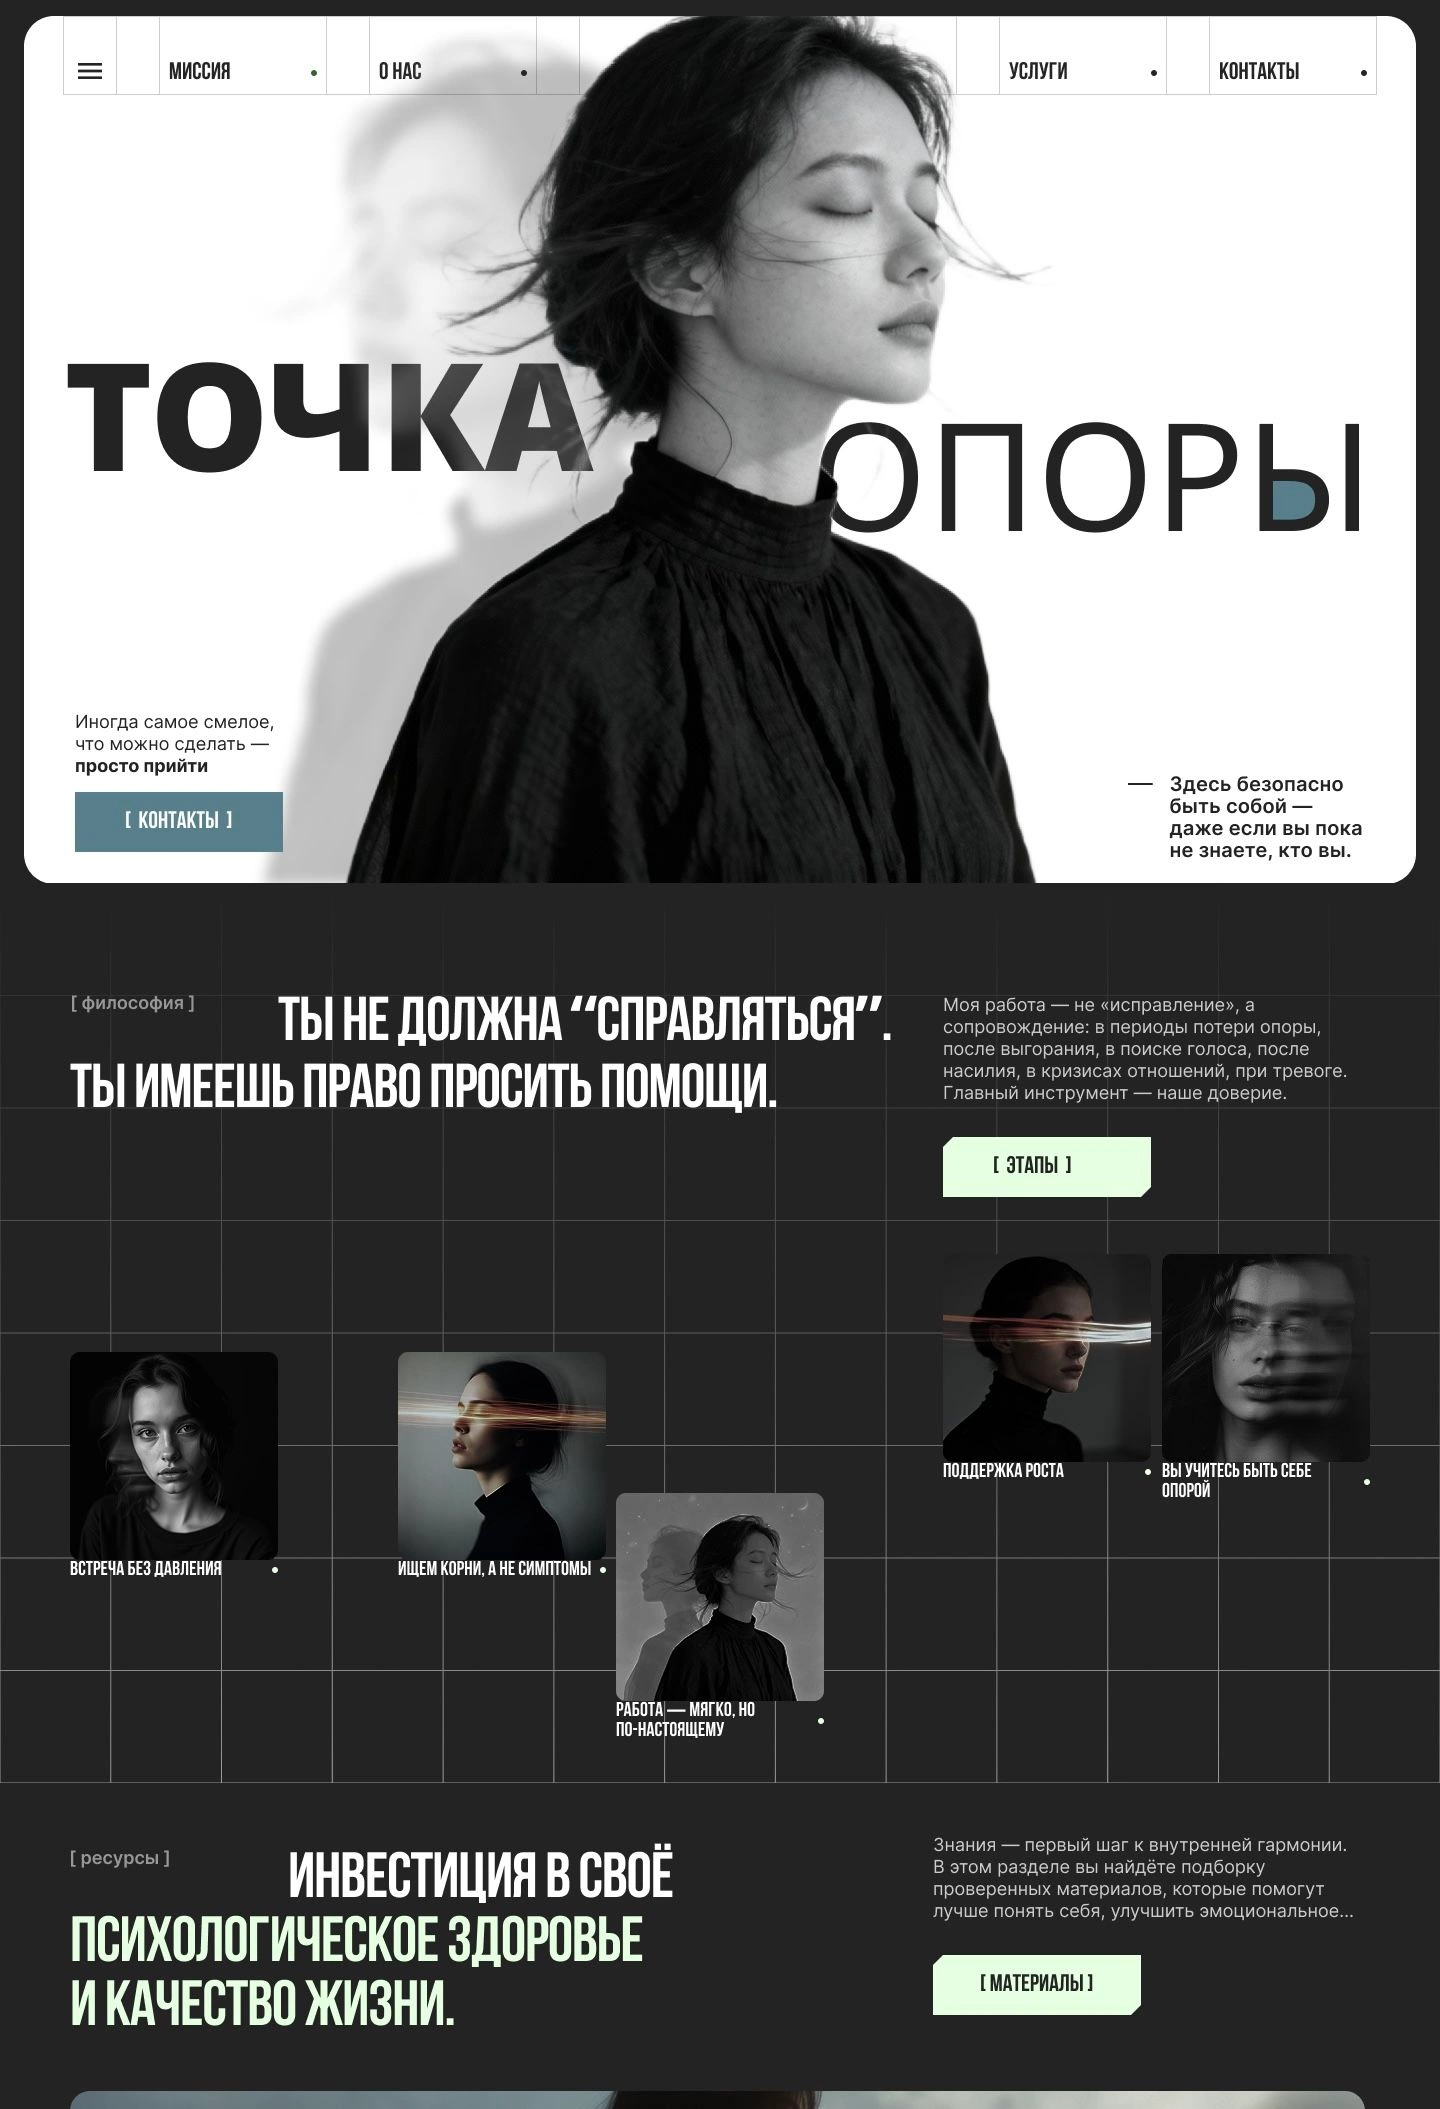 МИССИЯ
О НАС
УСЛУГИ
КОНТАКТЫ
ТОЧКА
ОПОРЫ
Иногда самое смелое,
что можно сделать —
просто прийти
[ КОНТАКТЫ ]
— Здесь безопасно
быть собой —
даже если вы пока
не знаете, кто вы.
[ философия ]
ТЫ НЕ ДОЛЖНА “СПРАВЛЯТЬСЯ”.
ТЫ ИМЕЕШЬ ПРАВО ПРОСИТЬ ПОМОЩИ.
Моя работа — не «исправление», а
сопровождение: в периоды потери опоры,
после выгорания, в поиске голоса, после
насилия, в кризисах отношений, при тревоге.
Главный инструмент — наше доверие.
[ ЭТАПЫ ]
ВСТРЕЧА БЕЗ ДАВЛЕНИЯ
ИЩЕМ КОРНИ, А НЕ СИМПТОМЫ
РАБОТА — МЯГКО, НО
ПО-НАСТОЯЩЕМУ
ПОДДЕРЖКА РОСТА
ВЫ УЧИТЕСЬ БЫТЬ СЕБЕ
ОПОРОЙ
[ ресурсы ]
ИНВЕСТИЦИЯ В СВОЁ
ПСИХОЛОГИЧЕСКОЕ ЗДОРОВЬЕ
И КАЧЕСТВО ЖИЗНИ.
Знания — первый шаг к внутренней гармонии.
В этом разделе вы найдёте подборку
проверенных материалов, которые помогут
лучше понять себя, улучшить эмоциональное...
[ МАТЕРИАЛЫ ]